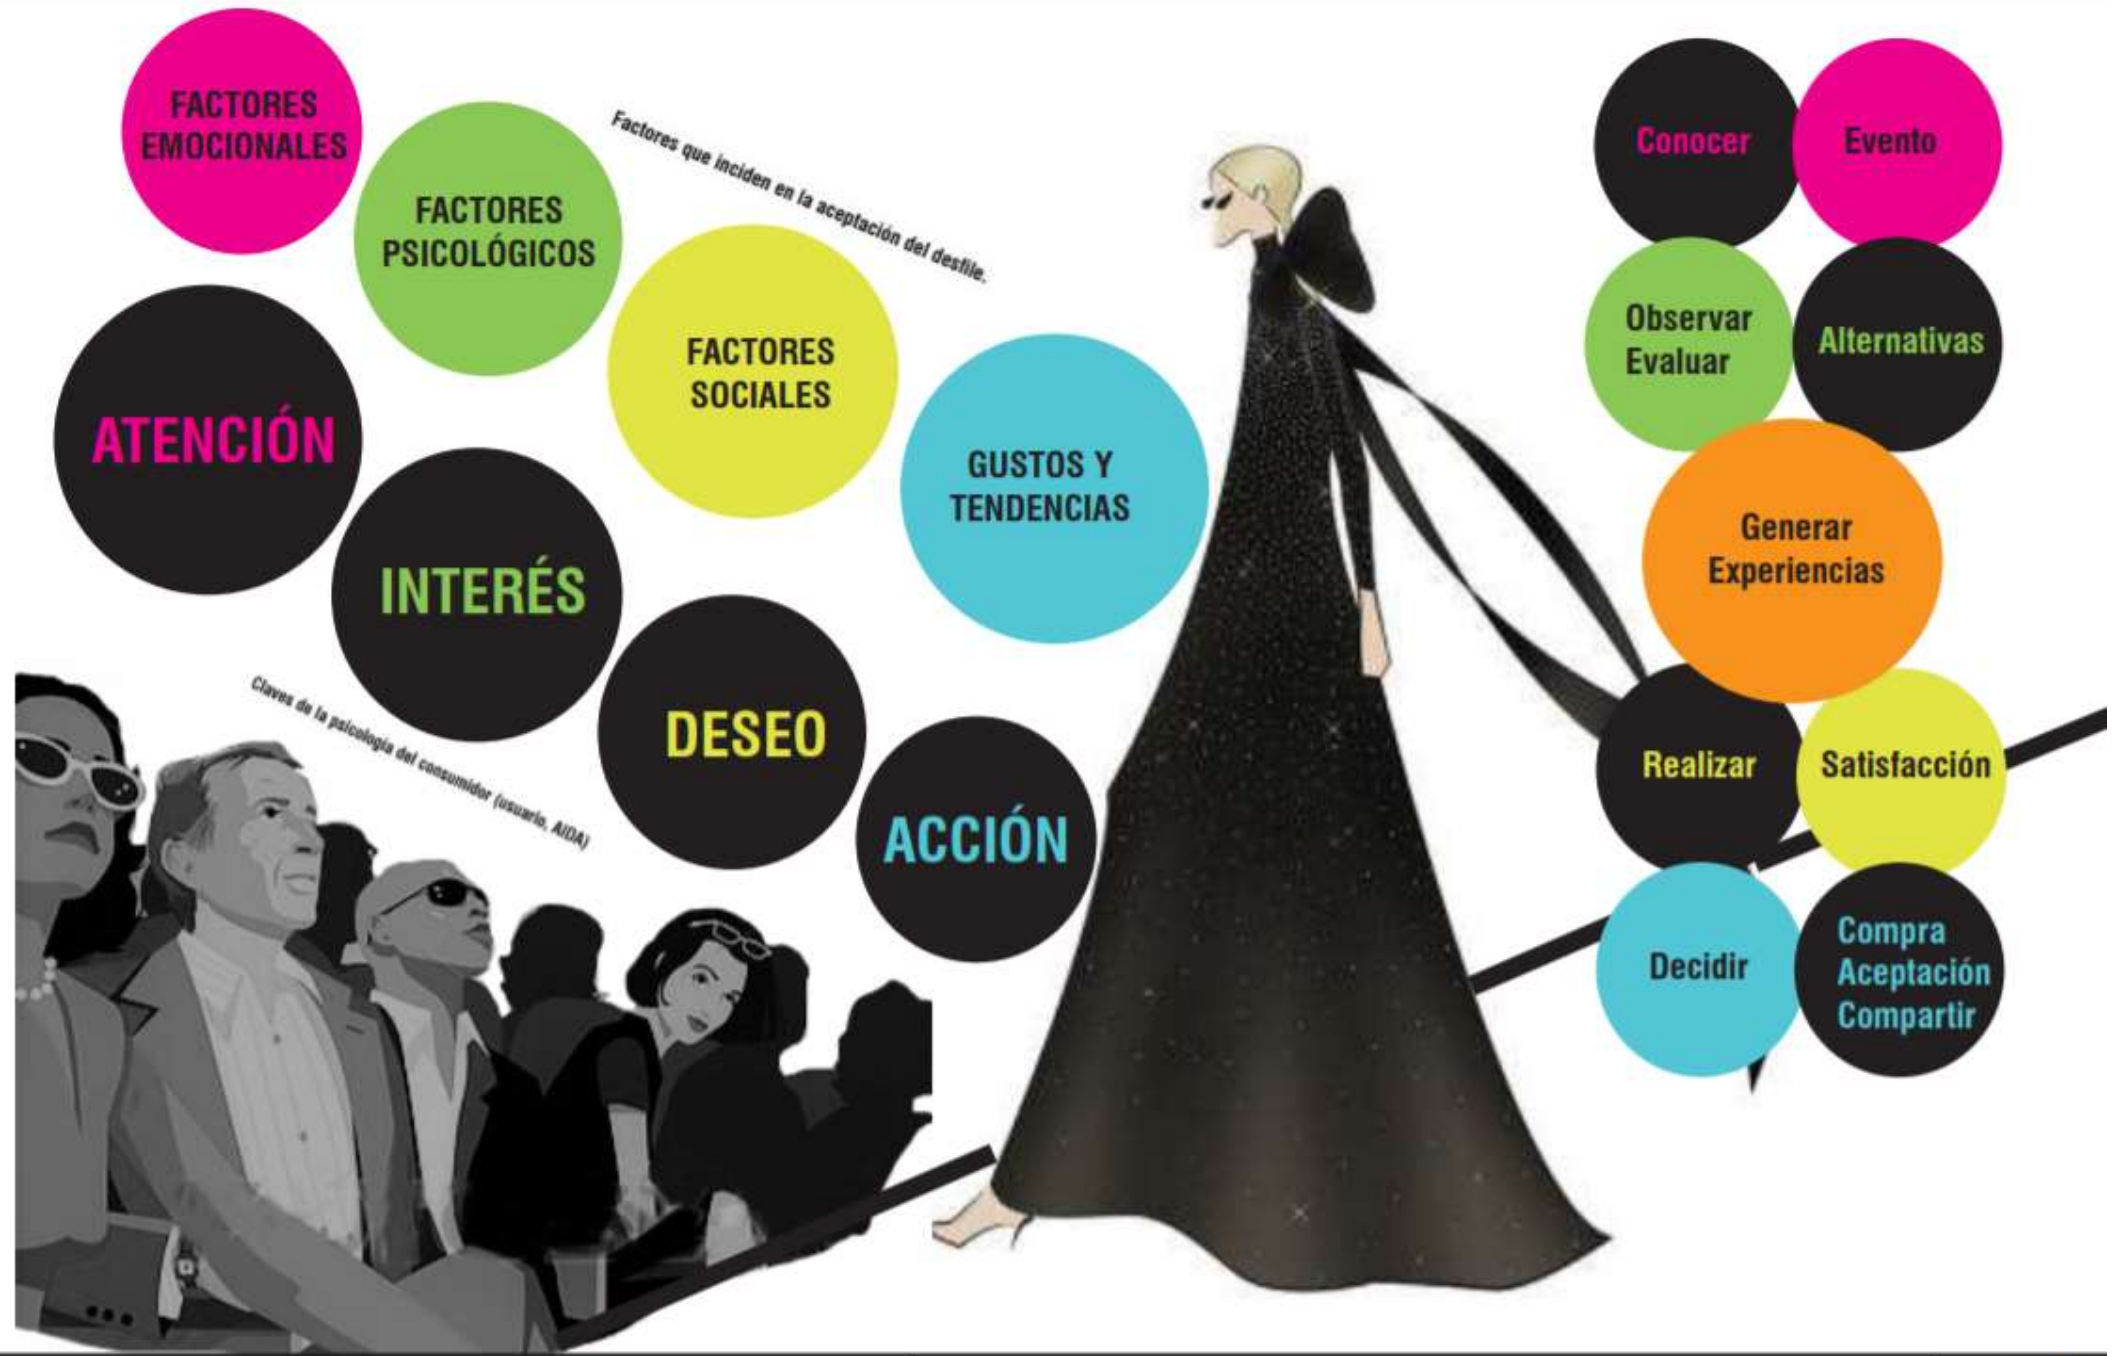 FACTORES
EMOCIONALES
FACTORES
PSICOLÓGICOS
Factores que inciden en la aceptación del desfile.
FACTORES
SOCIALES
GUSTOS Y
TENDENCIAS
ATENCIÓN
INTERÉS
DESEO
ACCIÓN
Claves de la psicología del consumidor (usuario, AIDA)
Conocer
Evento
Observar
Evaluar
Alternativas
Generar
Experiencias
Realizar
Satisfacción
Decidir
Compra
Aceptación
Compartir